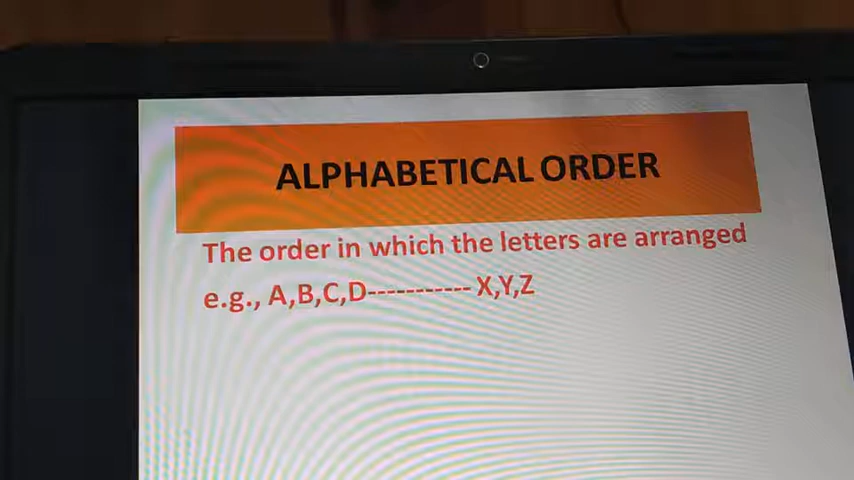 ALPHABETICAL ORDER
The order in which the letters are arranged
e.g., A,B,C,D----------- X,Y,Z